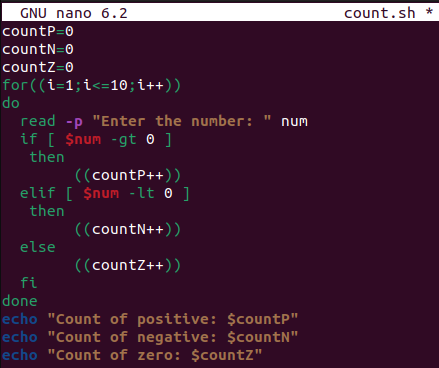 GNU nano 6.2 count.sh *
countP=0
countN=0
countZ=0
for((i=1;i<=10;i++))
do
  read -p "Enter the number: " num
  if [ $num -gt 0 ]
   then
        ((countP++))
  elif [ $num -lt 0 ]
   then
        ((countN++))
  else
        ((countZ++))
  fi
done
echo "Count of positive: $countP"
echo "Count of negative: $countN"
echo "Count of zero: $countZ"